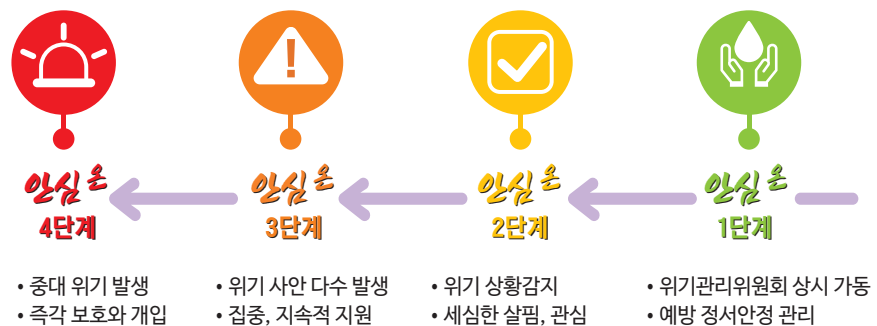 안심 온
4단계
• 중대 위기 발생
• 즉각 보호와 개입
안심 온
3단계
• 위기 사안 다수 발생
• 집중, 지속적 지원
안심 온
2단계
• 위기 상황감지
• 세심한 살핌, 관심
안심 온
1단계
• 위기관리위원회 상시 가동
• 예방 정서안정 관리